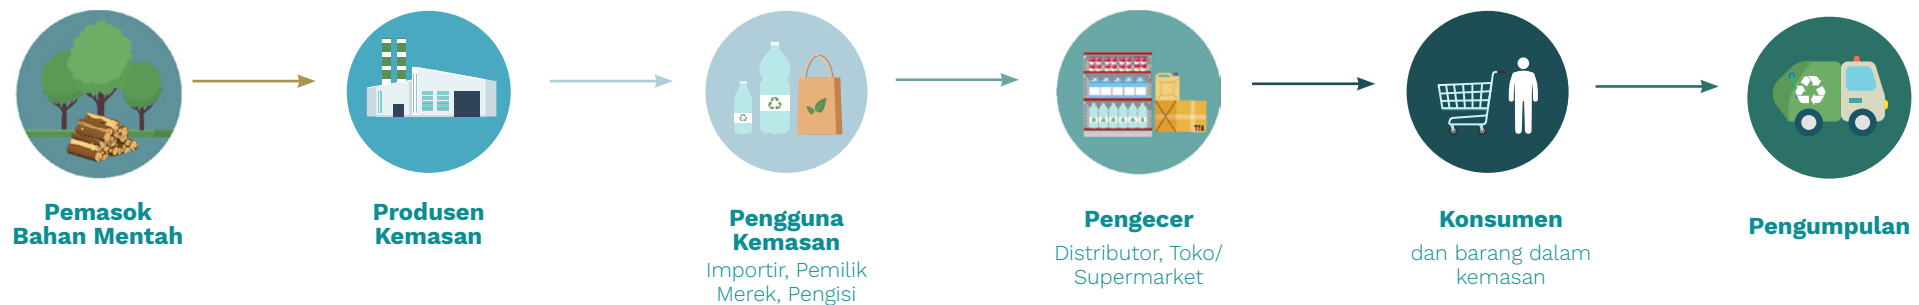 Pemasok
Bahan Mentah
Produsen
Kemasan
Pengguna
Kemasan
Importir, Pemilik
Merek, Pengisi
Pengecer
Distributor, Toko/
Supermarket
Konsumen
dan barang dalam
kemasan
Pengumpulan